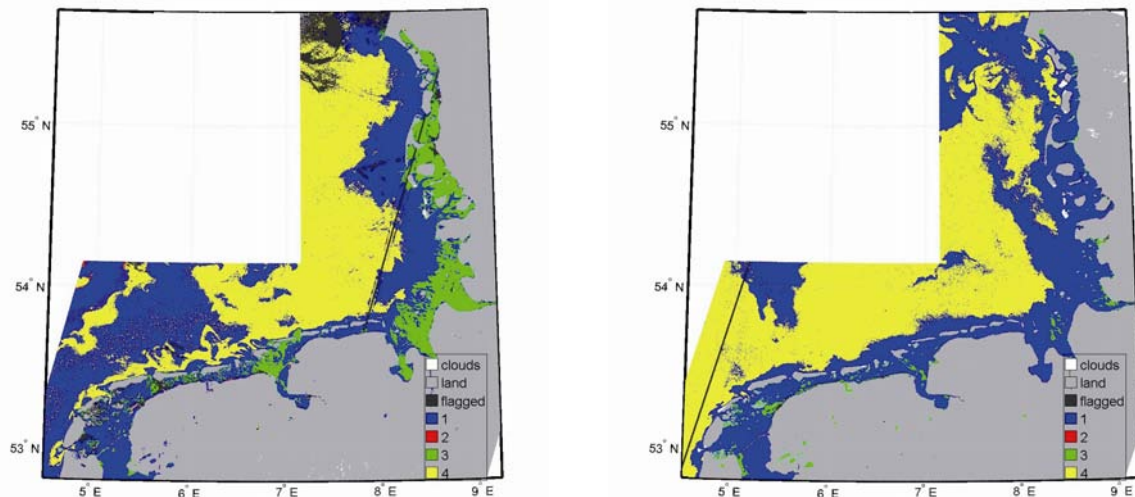 55° N
54° N
53° N
5° E
6° E
7° E
8° E
9° E
clouds
land
flagged
1
2
3
4
55° N
54° N
53° N
5° E
6° E
7° E
8° E
9° E
clouds
land
flagged
1
2
3
4